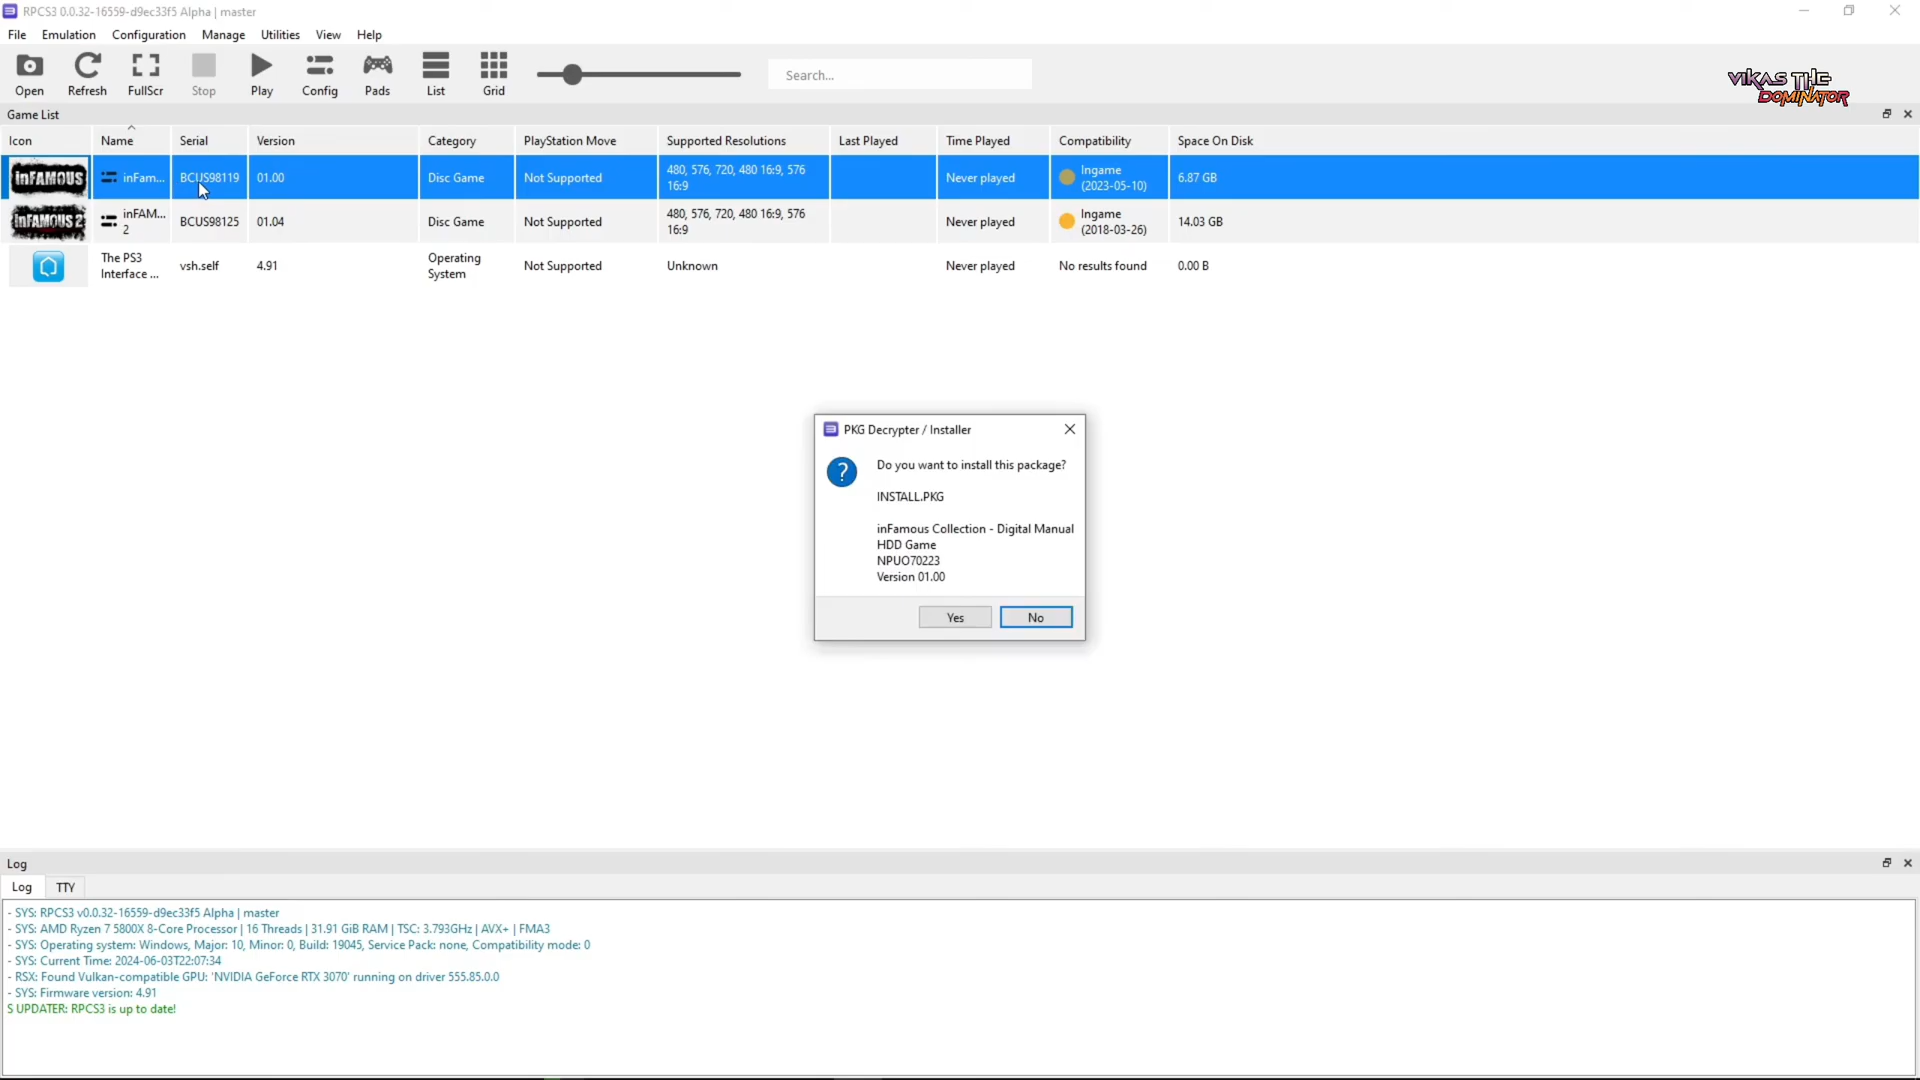 RPCS3 0.0.32-16559-d9ec33f5 Alpha | master
File Emulation Configuration Manage Utilities View Help
Open Refresh FullScr Stop Play Config Pads List Grid Search...
VIKAS THE
DOMINATOR
Game List
Icon Name Serial Version Category PlayStation Move Supported Resolutions Last Played Time Played Compatibility Space On Disk
inFAMOUS inFam... BCUS98119 01.00 Disc Game Not Supported 480, 576, 720, 480 16:9, 576 Never played Ingame 6.87 GB
16:9 (2023-05-10)
inFAMOUS 2 inFAM... BCUS98125 01.04 Disc Game Not Supported 480, 576, 720, 480 16:9, 576 Never played Ingame 14.03 GB
2 16:9 (2018-03-26)
The PS3 vsh.self 4.91 Operating Not Supported Unknown Never played No results found 0.00 B
Interface ... System
PKG Decrypter / Installer
Do you want to install this package?
INSTALL.PKG
inFamous Collection - Digital Manual
HDD Game
NPUO70223
Version 01.00
Yes No
Log
Log TTY
- SYS: RPCS3 v0.0.32-16559-d9ec33f5 Alpha | master
- SYS: AMD Ryzen 7 5800X 8-Core Processor | 16 Threads | 31.91 GiB RAM | TSC: 3.793GHz | AVX+ | FMA3
- SYS: Operating system: Windows, Major: 10, Minor: 0, Build: 19045, Service Pack: none, Compatibility mode: 0
- SYS: Current Time: 2024-06-03T22:07:34
- RSX: Found Vulkan-compatible GPU: 'NVIDIA GeForce RTX 3070' running on driver 555.85.0.0
- SYS: Firmware version: 4.91
S UPDATER: RPCS3 is up to date!